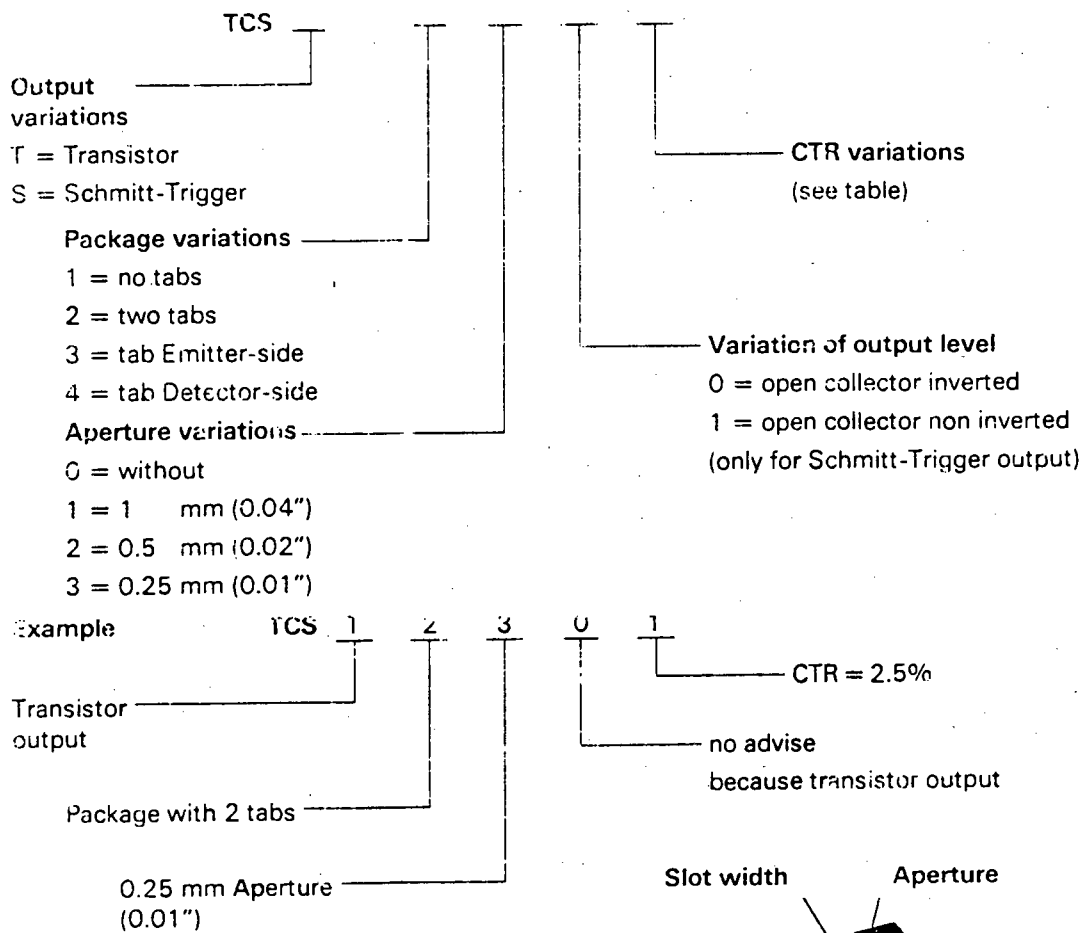 TCS
Output
variations
T = Transistor
S = Schmitt-Trigger
Package variations
1 = no tabs
2 = two tabs
3 = tab Emitter-side
4 = tab Detector-side
Aperture variations
0 = without
1 = 1 mm (0.04")
2 = 0.5 mm (0.02")
3 = 0.25 mm (0.01")
CTR variations
(see table)
Variation of output level
0 = open collector inverted
1 = open collector non inverted
(only for Schmitt-Trigger output)
Example TCS 1 2 3 0 1
Transistor
output
Package with 2 tabs
0.25 mm Aperture
(0.01")
CTR = 2.5%
no advise
because transistor output
Slot width Aperture